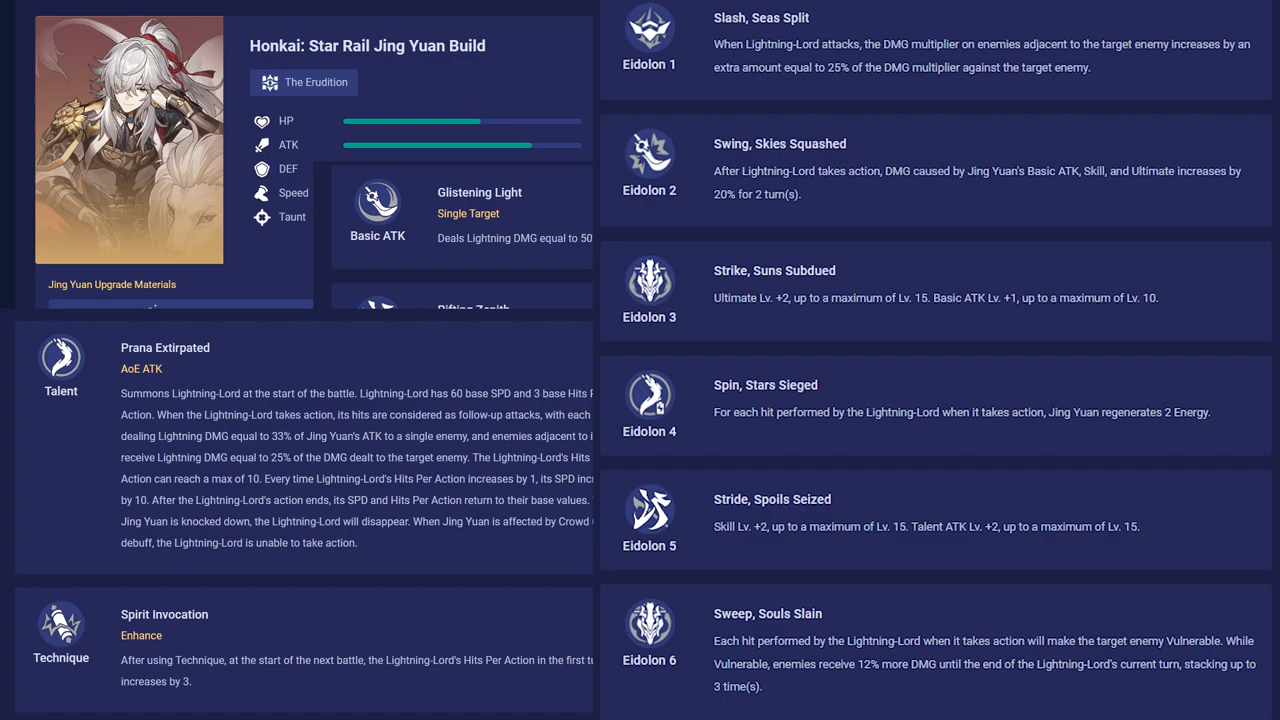 Honkai: Star Rail Jing Yuan Build
The Erudition
HP
ATK
DEF
Speed
Taunt
Jing Yuan Upgrade Materials
Basic ATK
Glistening Light
Single Target
Deals Lightning DMG equal to 50
Rifting Zenith
Talent
Prana Extirpated
AoE ATK
Summons Lightning-Lord at the start of the battle. Lightning-Lord has 60 base SPD and 3 base Hits
Action. When the Lightning-Lord takes action, its hits are considered as follow-up attacks, with each
dealing Lightning DMG equal to 33% of Jing Yuan's ATK to a single enemy, and enemies adjacent to
receive Lightning DMG equal to 25% of the DMG dealt to the target enemy. The Lightning-Lord's Hits
Action can reach a max of 10. Every time Lightning-Lord's Hits Per Action increases by 1, its SPD
by 10. After the Lightning-Lord's action ends, its SPD and Hits Per Action return to their base values.
Jing Yuan is knocked down, the Lightning-Lord will disappear. When Jing Yuan is affected by Crowd
debuff, the Lightning-Lord is unable to take action.
Technique
Spirit Invocation
Enhance
After using Technique, at the start of the next battle, the Lightning-Lord's Hits Per Action in the first
increases by 3.
Eidolon 1
Slash, Seas Split
When Lightning-Lord attacks, the DMG multiplier on enemies adjacent to the target enemy increases by an
extra amount equal to 25% of the DMG multiplier against the target enemy.
Eidolon 2
Swing, Skies Squashed
After Lightning-Lord takes action, DMG caused by Jing Yuan's Basic ATK, Skill, and Ultimate increases by
20% for 2 turn(s).
Eidolon 3
Strike, Suns Subdued
Ultimate Lv. +2, up to a maximum of Lv. 15. Basic ATK Lv. +1, up to a maximum of Lv. 10.
Eidolon 4
Spin, Stars Sieged
For each hit performed by the Lightning-Lord when it takes action, Jing Yuan regenerates 2 Energy.
Eidolon 5
Stride, Spoils Seized
Skill Lv. +2, up to a maximum of Lv. 15. Talent ATK Lv. +2, up to a maximum of Lv. 15.
Eidolon 6
Sweep, Souls Slain
Each hit performed by the Lightning-Lord when it takes action will make the target enemy Vulnerable. While
Vulnerable, enemies receive 12% more DMG until the end of the Lightning-Lord's current turn, stacking up to
3 time(s).